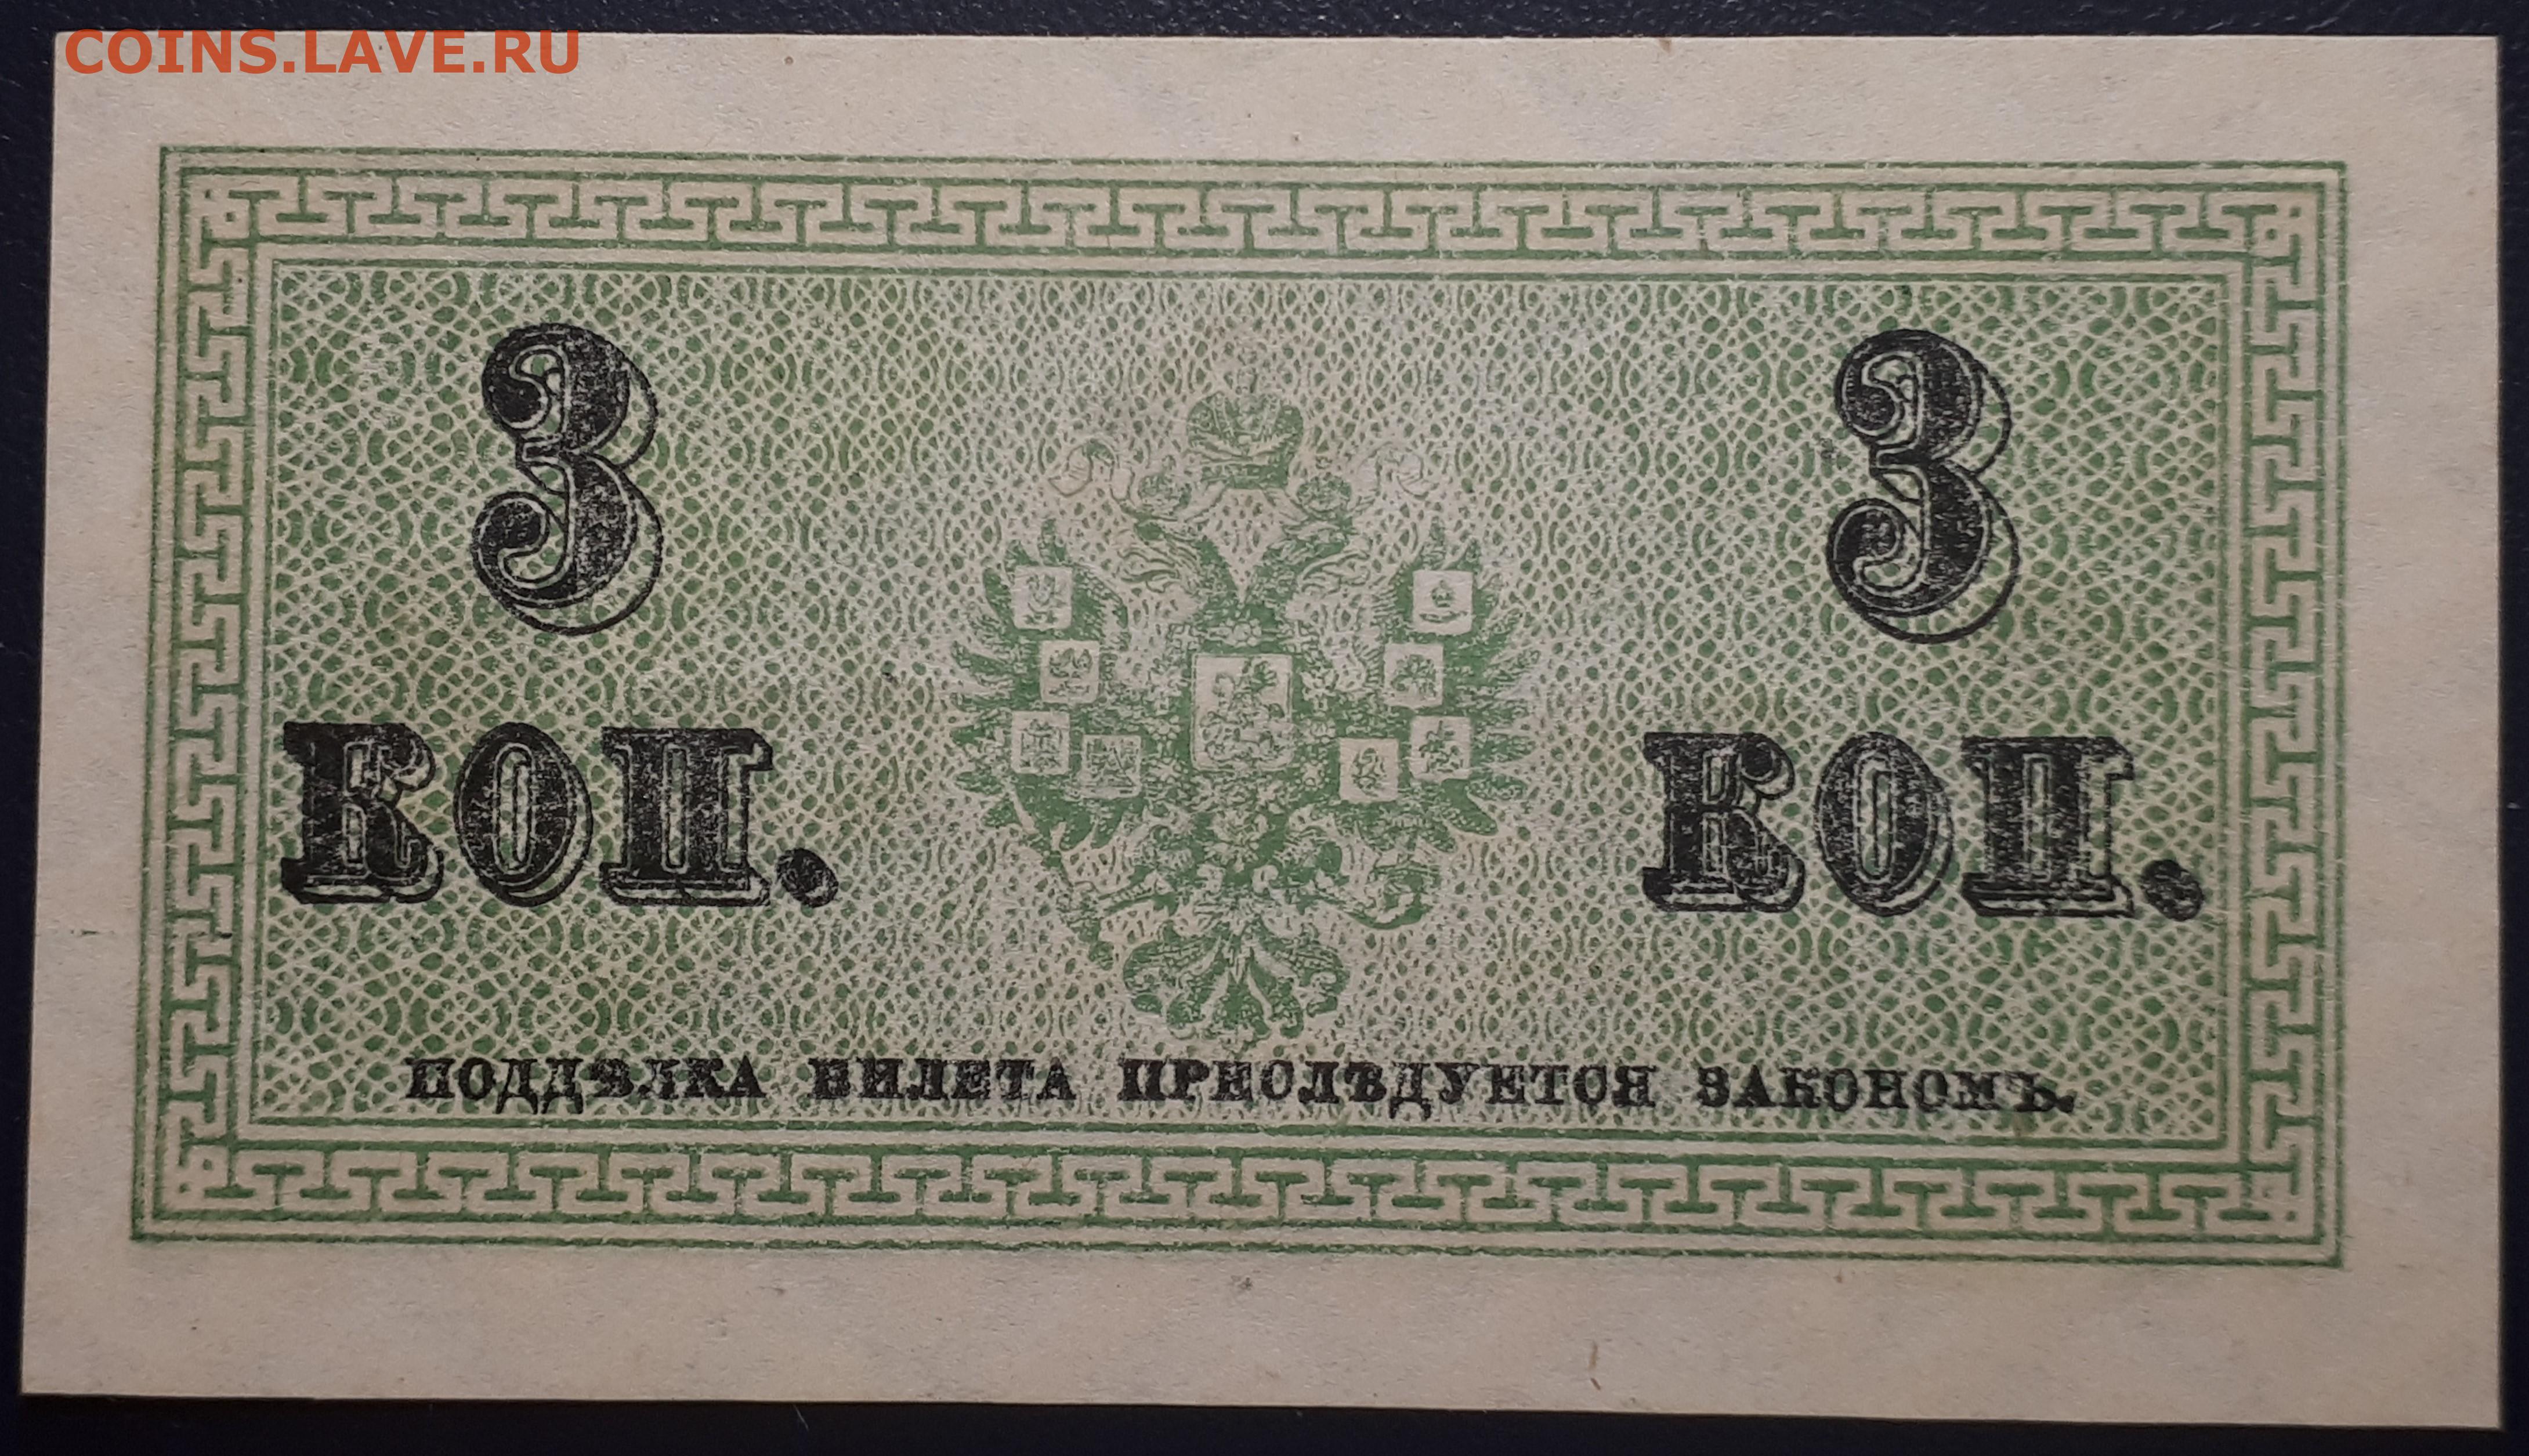 COINS.LAVE.RU
3 3
КОП. КОП.
ПОДДѢЛКА БИЛЕТА ПРЕСЛѢДУЕТСЯ ЗАКОНОМЪ.